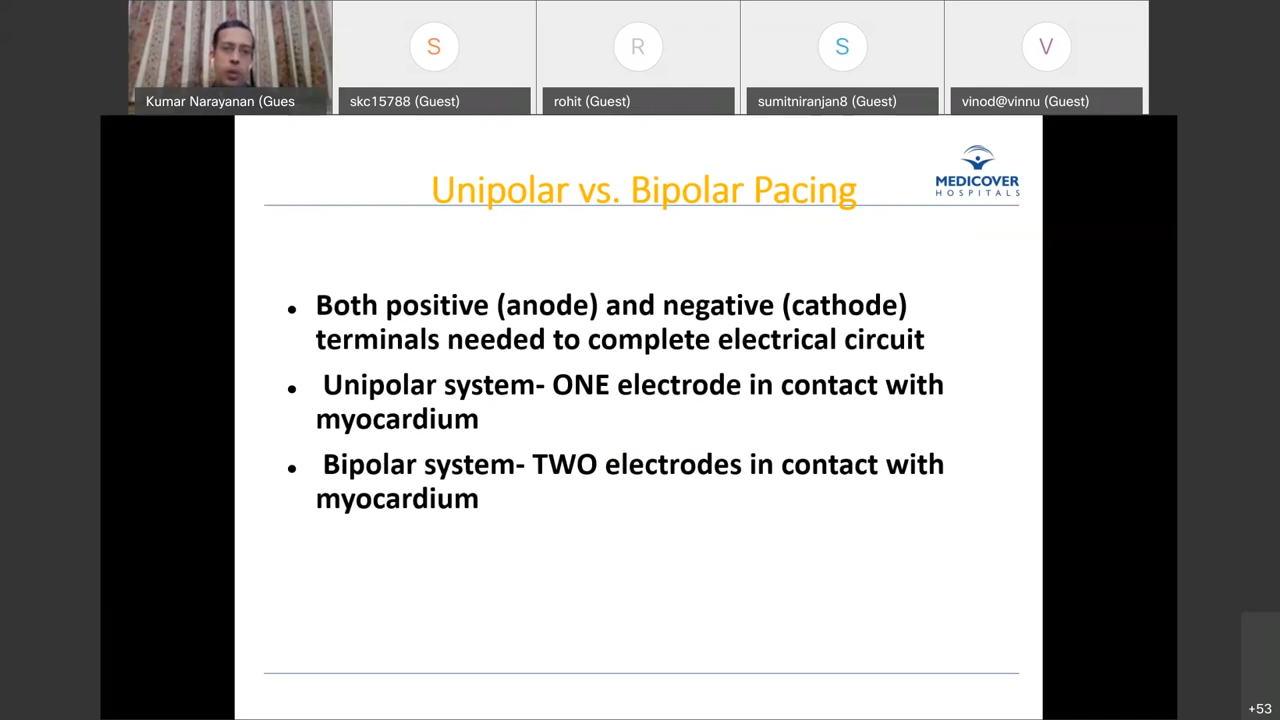 S
R
S
V
Kumar Narayanan (Gues
skc15788 (Guest)
rohit (Guest)
sumitniranjan8 (Guest)
vinod@vinnu (Guest)
MEDICOVER
HOSPITALS
Unipolar vs. Bipolar Pacing
• Both positive (anode) and negative (cathode)
terminals needed to complete electrical circuit
• Unipolar system- ONE electrode in contact with
myocardium
• Bipolar system- TWO electrodes in contact with
myocardium
+53